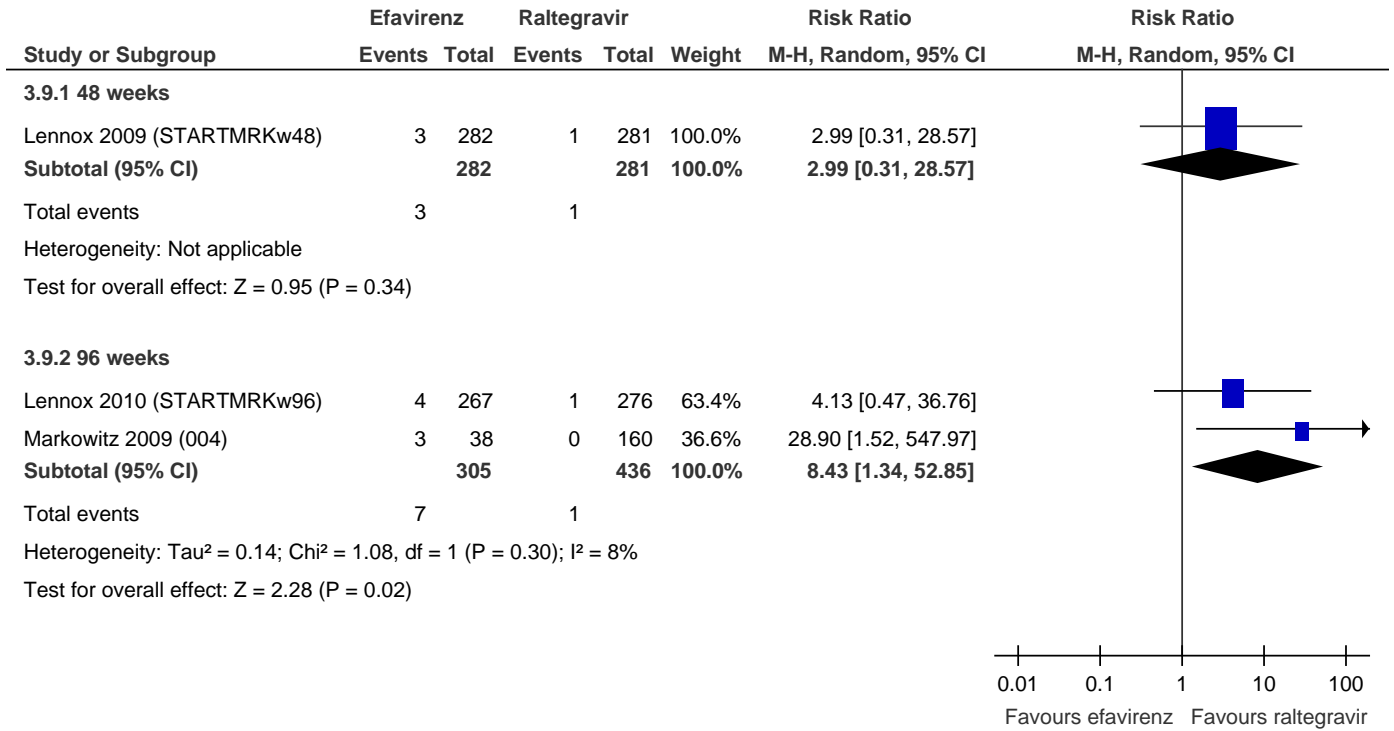 Efavirenz Raltegravir Risk Ratio Risk Ratio
Study or Subgroup Events Total Events Total Weight M-H, Random, 95% CI M-H, Random, 95% CI
3.9.1 48 weeks
Lennox 2009 (STARTMRKw48) 3 282 1 281 100.0% 2.99 [0.31, 28.57]
Subtotal (95% CI) 282 281 100.0% 2.99 [0.31, 28.57]
Total events 3 1
Heterogeneity: Not applicable
Test for overall effect: Z = 0.95 (P = 0.34)
3.9.2 96 weeks
Lennox 2010 (STARTMRKw96) 4 267 1 276 63.4% 4.13 [0.47, 36.76]
Markowitz 2009 (004) 3 38 0 160 36.6% 28.90 [1.52, 547.97]
Subtotal (95% CI) 305 436 100.0% 8.43 [1.34, 52.85]
Total events 7 1
Heterogeneity: Tau² = 0.14; Chi² = 1.08, df = 1 (P = 0.30); I² = 8%
Test for overall effect: Z = 2.28 (P = 0.02)
0.01 0.1 1 10 100
Favours efavirenz Favours raltegravir